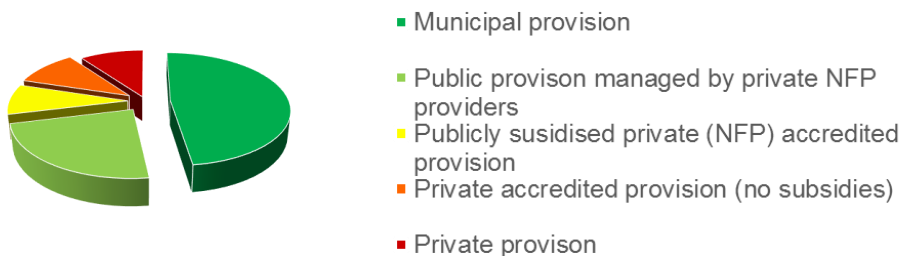 Municipal provision
Public provison managed by private NFP
providers
Publicly susidised private (NFP) accredited
provision
Private accredited provision (no subsidies)
Private provison